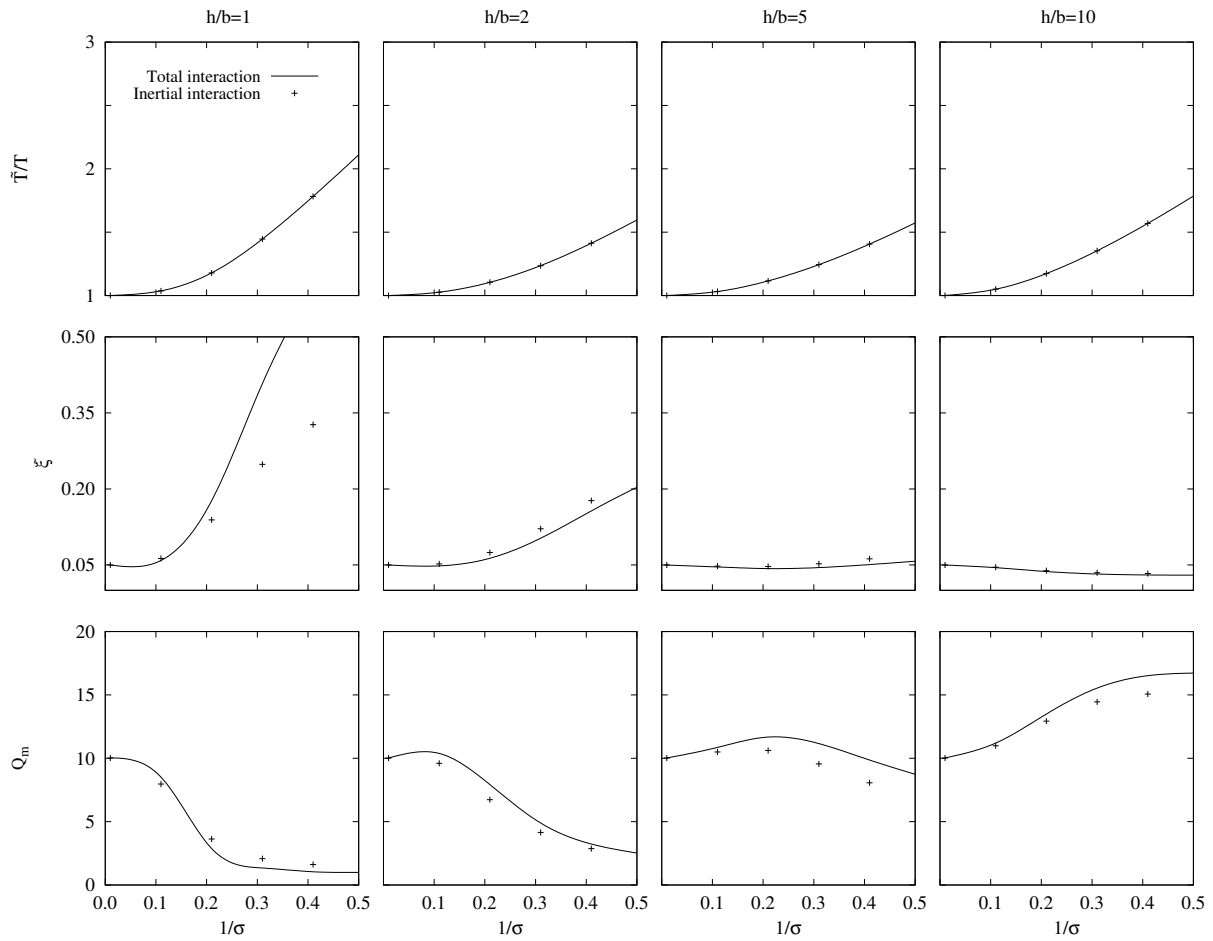 h/b=1 h/b=2 h/b=5 h/b=10
3
Total interaction
Inertial interaction
T̃/T
2
1
0.50
0.35
ξ̃
0.20
0.05
20
15
Q_m
10
5
0
0.0 0.1 0.2 0.3 0.4 0.5 0.1 0.2 0.3 0.4 0.5 0.1 0.2 0.3 0.4 0.5 0.1 0.2 0.3 0.4 0.5
1/σ 1/σ 1/σ 1/σ